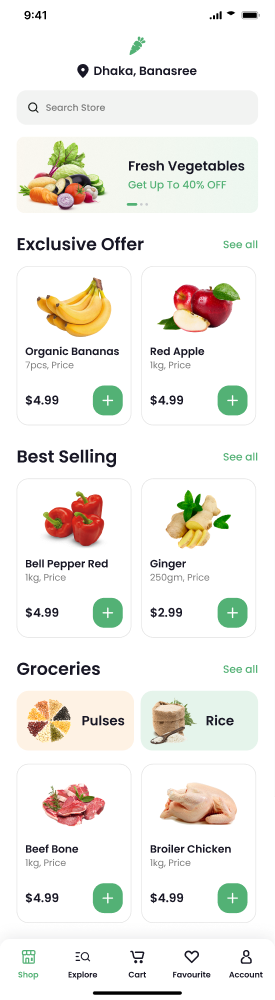 9:41
Dhaka, Banasree
Search Store
Fresh Vegetables
Get Up To 40% OFF
Exclusive Offer See all
Organic Bananas Red Apple
7pcs, Price 1kg, Price
$4.99 $4.99
Best Selling See all
Bell Pepper Red Ginger
1kg, Price 250gm, Price
$4.99 $2.99
Groceries See all
Pulses Rice
Beef Bone Broiler Chicken
1kg, Price 1kg, Price
$4.99 $4.99
Shop Explore Cart Favourite Account